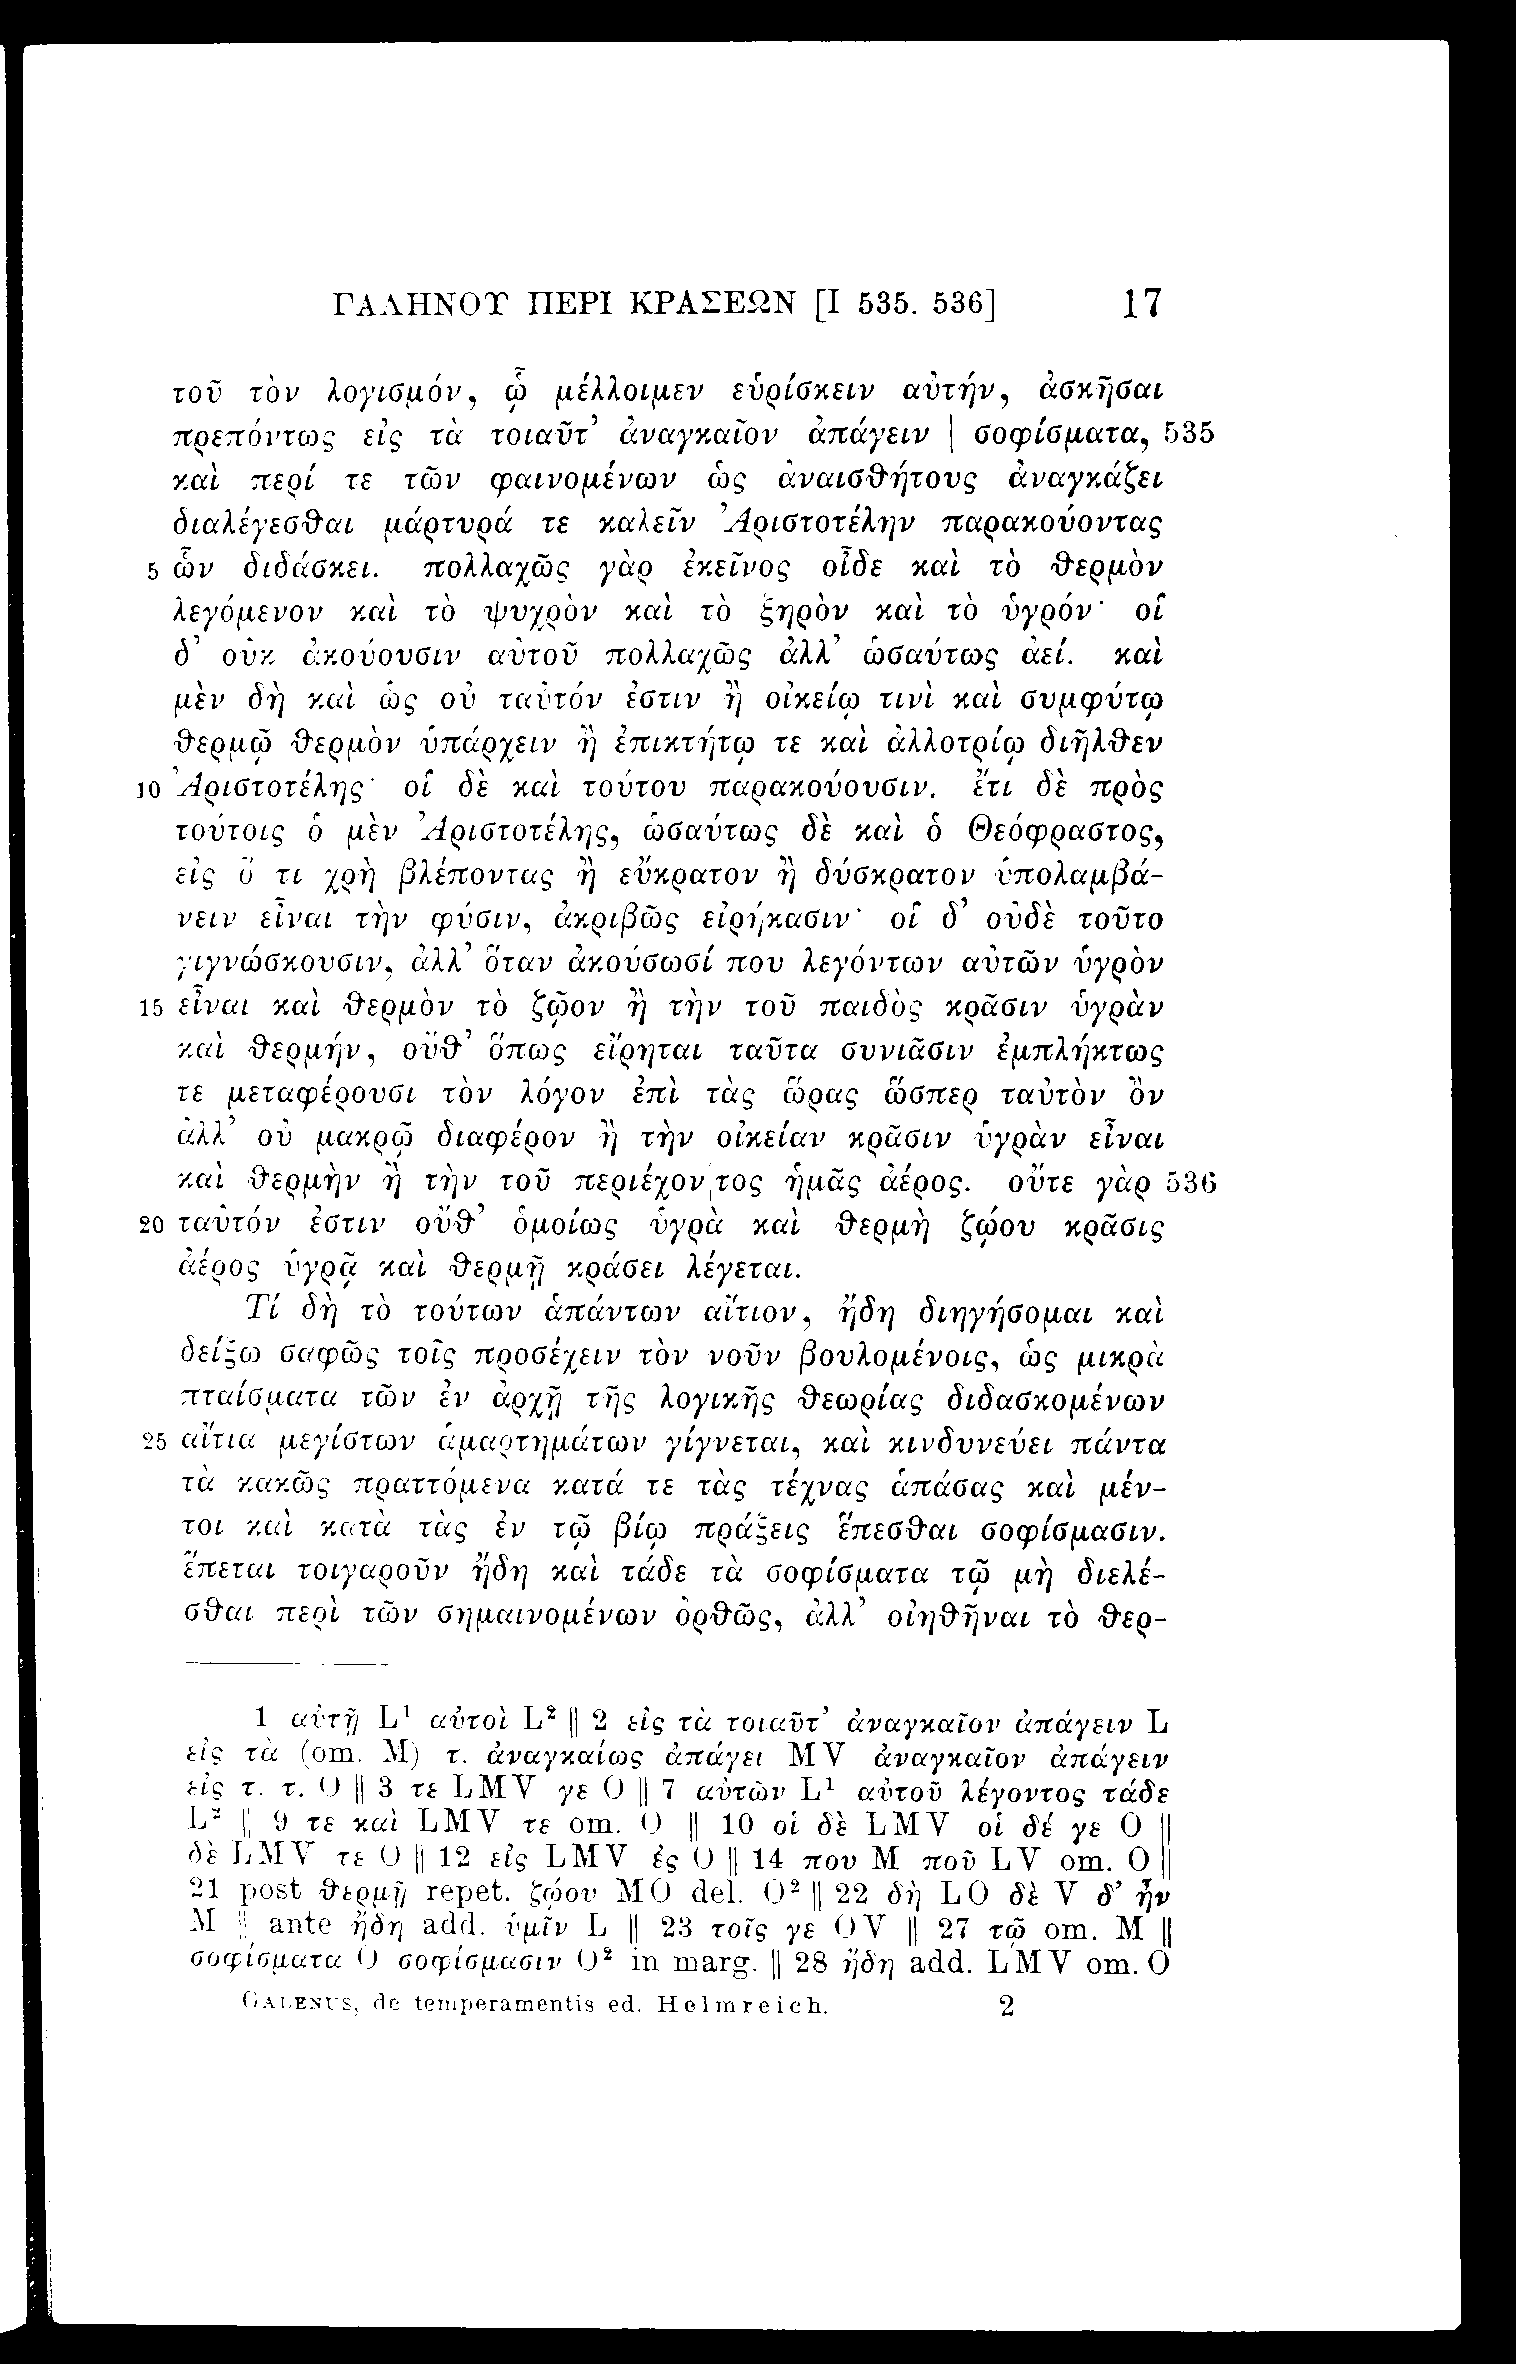 ΓΑΛΗΝΟΥ ΠΕΡΙ ΚΡΑΣΕΩΝ [I 535. 536] 17
τοῦ τὸν λογισμόν, ᾧ μέλλοιμεν εὑρίσκειν αὐτήν, ἀσκῆσαι
πρεπόντως εἰς τὰ τοιαῦτ’ ἀναγκαῖον ἀπάγειν | σοφίσματα, 535
καὶ περί τε τῶν φαινομένων ὡς ἀναισθήτους ἀναγκάζει
διαλέγεσθαι μάρτυρά τε καλεῖν Ἀριστοτέλην παρακούοντας
5 ὧν διδάσκει. πολλαχῶς γὰρ ἐκεῖνος οἶδε καὶ τὸ θερμὸν
λεγόμενον καὶ τὸ ψυχρὸν καὶ τὸ ξηρὸν καὶ τὸ ὑγρόν· οἳ
δ’ οὐκ ἀκούουσιν αὐτοῦ πολλαχῶς ἀλλ’ ὡσαύτως ἀεί. καὶ
μὲν δὴ καὶ ὡς οὐ ταὐτόν ἐστιν ἢ οἰκείῳ τινὶ καὶ συμφύτῳ
θερμῷ θερμὸν ὑπάρχειν ἢ ἐπικτήτῳ τε καὶ ἀλλοτρίῳ διῆλθεν
10 Ἀριστοτέλης· οἳ δὲ καὶ τούτου παρακούουσιν. ἔτι δὲ πρὸς
τούτοις ὁ μὲν Ἀριστοτέλης, ὡσαύτως δὲ καὶ ὁ Θεόφραστος,
εἰς ὅ τι χρὴ βλέποντας ἢ εὔκρατον ἢ δύσκρατον ὑπολαμβά-
νειν εἶναι τὴν φύσιν, ἀκριβῶς εἰρήκασιν· οἳ δ’ οὐδὲ τοῦτο
γιγνώσκουσιν, ἀλλ’ ὅταν ἀκούσωσί που λεγόντων αὐτῶν ὑγρὸν
15 εἶναι καὶ θερμὸν τὸ ζῷον ἢ τὴν τοῦ παιδὸς κρᾶσιν ὑγρὰν
καὶ θερμήν, οὔθ’ ὅπως εἴρηται ταῦτα συνιᾶσιν ἐμπλήκτως
τε μεταφέρουσι τὸν λόγον ἐπὶ τὰς ὥρας ὥσπερ ταὐτὸν ὂν
ἀλλ’ οὐ μακρῷ διαφέρον ἢ τὴν οἰκείαν κρᾶσιν ὑγρὰν εἶναι
καὶ θερμὴν ἢ τὴν τοῦ περιέχον|τος ἡμᾶς ἀέρος. οὔτε γὰρ 536
20 ταὐτόν ἐστιν οὔθ’ ὁμοίως ὑγρὰ καὶ θερμὴ ζῴου κρᾶσις
ἀέρος ὑγρᾷ καὶ θερμῇ κράσει λέγεται.
Τί δὴ τὸ τούτων ἁπάντων αἴτιον, ἤδη διηγήσομαι καὶ
δείξω σαφῶς τοῖς προσέχειν τὸν νοῦν βουλομένοις, ὡς μικρὰ
πταίσματα τῶν ἐν ἀρχῇ τῆς λογικῆς θεωρίας διδασκομένων
25 αἴτια μεγίστων ἁμαρτημάτων γίγνεται, καὶ κινδυνεύει πάντα
τὰ κακῶς πραττόμενα κατά τε τὰς τέχνας ἁπάσας καὶ μέν-
τοι καὶ κατὰ τὰς ἐν τῷ βίῳ πράξεις ἕπεσθαι σοφίσμασιν.
ἕπεται τοιγαροῦν ἤδη καὶ τάδε τὰ σοφίσματα τῷ μὴ διελέ-
σθαι περὶ τῶν σημαινομένων ὀρθῶς, ἀλλ’ οἰηθῆναι τὸ θερ-
1 αὐτῇ L¹ αὐτοὶ L² || 2 εἰς τὰ τοιαῦτ’ ἀναγκαῖον ἀπάγειν L
εἰς τὰ (om. M) τ. ἀναγκαίως ἀπάγει MV ἀναγκαῖον ἀπάγειν
εἰς τ. τ. O || 3 τε LMV γε O || 7 αὐτῶν L¹ αὐτοῦ λέγοντος τάδε
L² || 9 τε καὶ LMV τε om. O || 10 οἱ δὲ LMV οἱ δέ γε O ||
δὲ LMV τε O || 12 εἰς LMV ἐς O || 14 που M ποῦ LV om. O ||
21 post θερμῇ repet. ζῴου MO del. O² || 22 δὴ LO δὲ V δ’ ἦν
M || ante ἤδη add. ὑμῖν L || 23 τοῖς γε OV || 27 τῷ om. M ||
σοφίσματα O σοφίσμασιν O² in marg. || 28 ἤδη add. LMV om. O
GALENUS, de temperamentis ed. Helmreich. 2